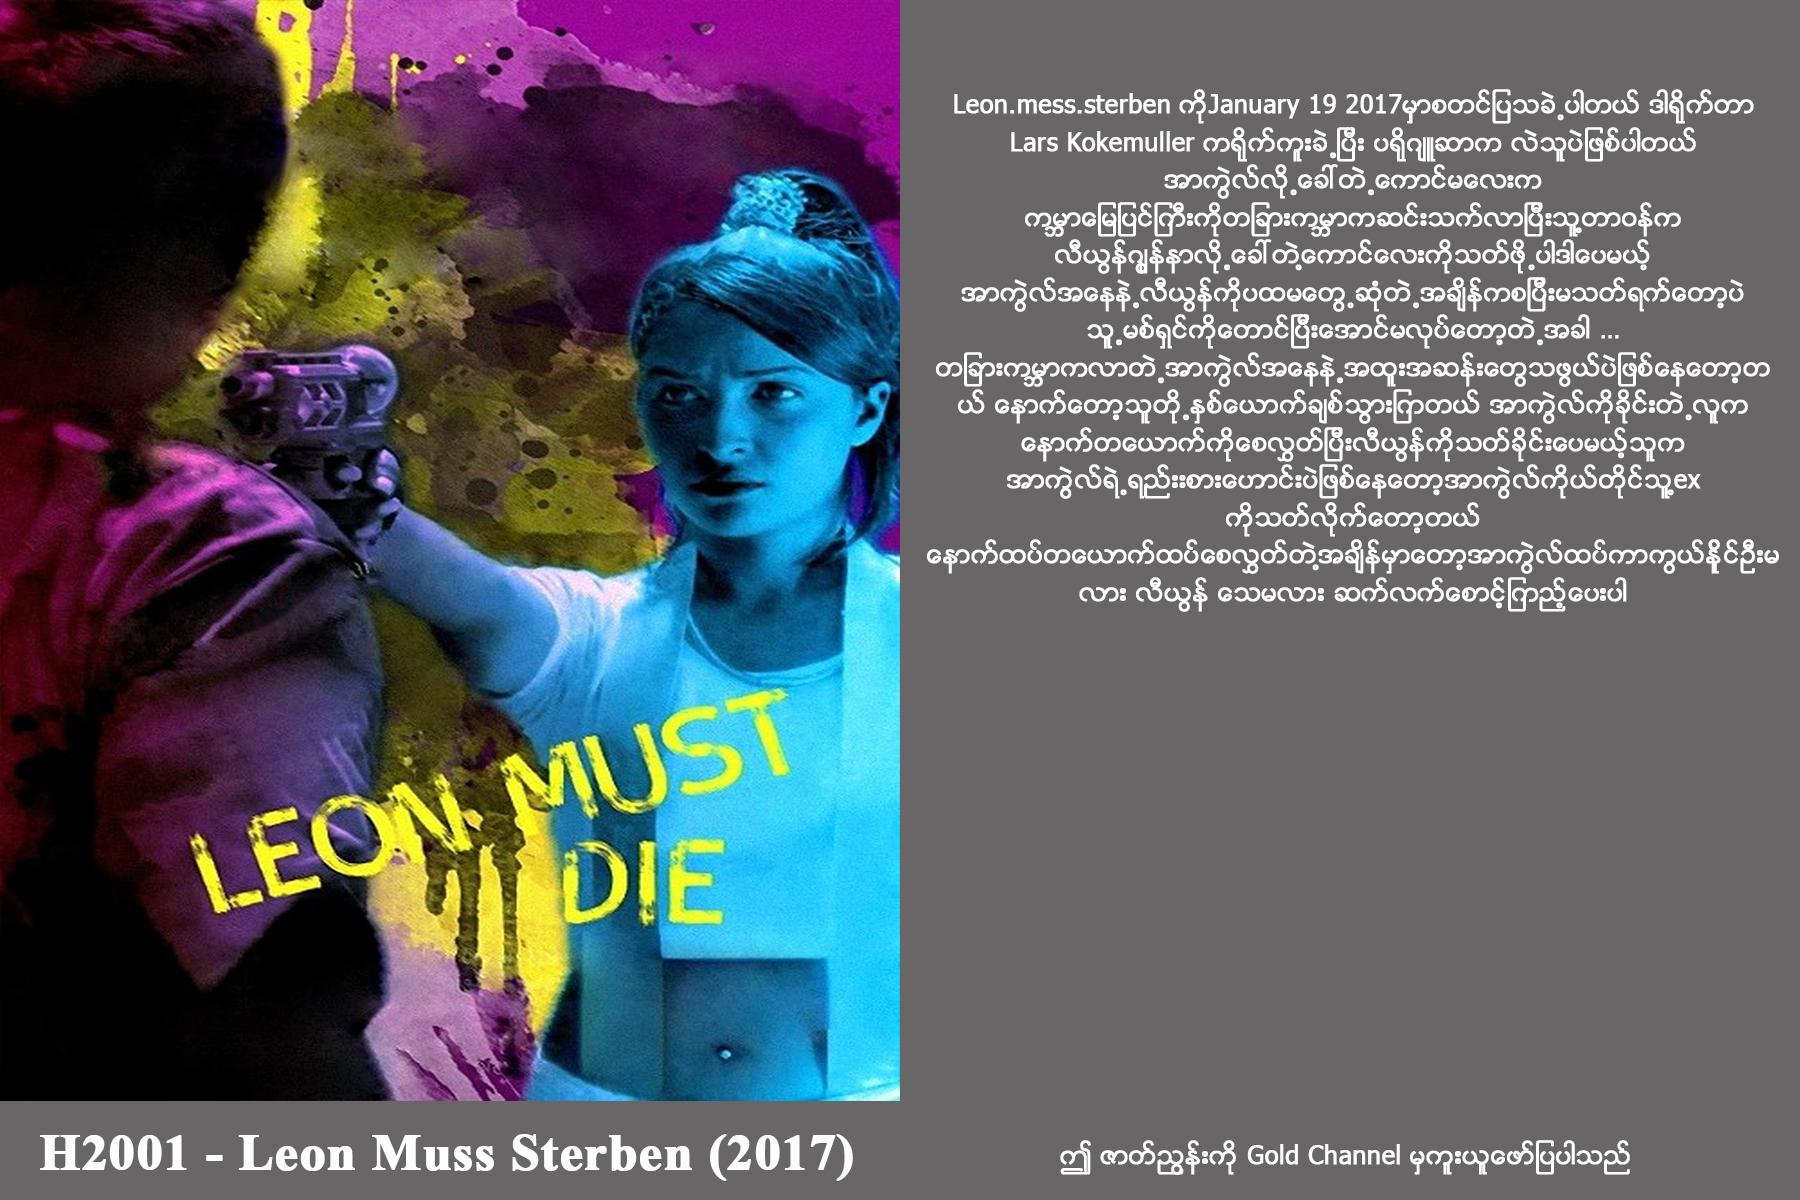 LEON MUST
DIE
H2001 - Leon Muss Sterben (2017)
Leon.mess.sterben ကိုJanuary 19 2017မှာစတင်ပြသခဲ့ပါတယ် ဒါရိုက်တာ
Lars Kokemuller ကရိုက်ကူးခဲ့ပြီး ပရိုဂျူဆာက လဲသူပဲဖြစ်ပါတယ်
အာကွဲလ်လို့ခေါ်တဲ့ကောင်မလေးက
ကမ္ဘာမြေပြင်ကြီးကိုတခြားကမ္ဘာကဆင်းသက်လာပြီးသူ့တာဝန်က
လီယွန်ဂျွန်နာလို့ခေါ်တဲ့ကောင်လေးကိုသတ်ဖို့ပါဒါပေမယ့်
အာကွဲလ်အနေနဲ့လီယွန်ကိုပထမတွေ့ဆုံတဲ့အချိန်ကစပြီးမသတ်ရက်တော့ပဲ
သူ့မစ်ရှင်ကိုတောင်ပြီးအောင်မလုပ်တော့တဲ့အခါ ...
တခြားကမ္ဘာကလာတဲ့အာကွဲလ်အနေနဲ့အထူးအဆန်းတွေသဖွယ်ပဲဖြစ်နေတော့တ
ယ် နောက်တော့သူတို့နှစ်ယောက်ချစ်သွားကြတယ် အာကွဲလ်ကိုခိုင်းတဲ့လူက
နောက်တယောက်ကိုစေလွှတ်ပြီးလီယွန်ကိုသတ်ခိုင်းပေမယ့်သူက
အာကွဲလ်ရဲ့ရည်းးစားဟောင်းပဲဖြစ်နေတော့အာကွဲလ်ကိုယ်တိုင်သူ့ex
ကိုသတ်လိုက်တော့တယ်
နောက်ထပ်တယောက်ထပ်စေလွှတ်တဲ့အချိန်မှာတော့အာကွဲလ်ထပ်ကာကွယ်နိုင်ဦးမ
လား လီယွန် သေမလား ဆက်လက်စောင့်ကြည့်ပေးပါ
ဤ ဇာတ်ညွှန်းကို Gold Channel မှကူးယူဖော်ပြပါသည်